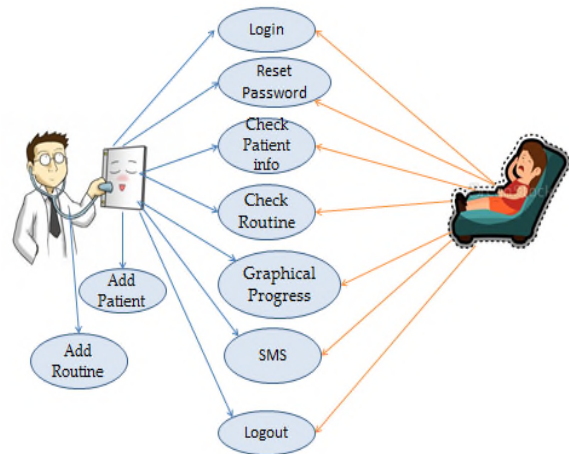 Login
Reset
Password
Check
Patient
info
Check
Routine
Graphical
Progress
Add
Patient
Add
Routine
SMS
Logout